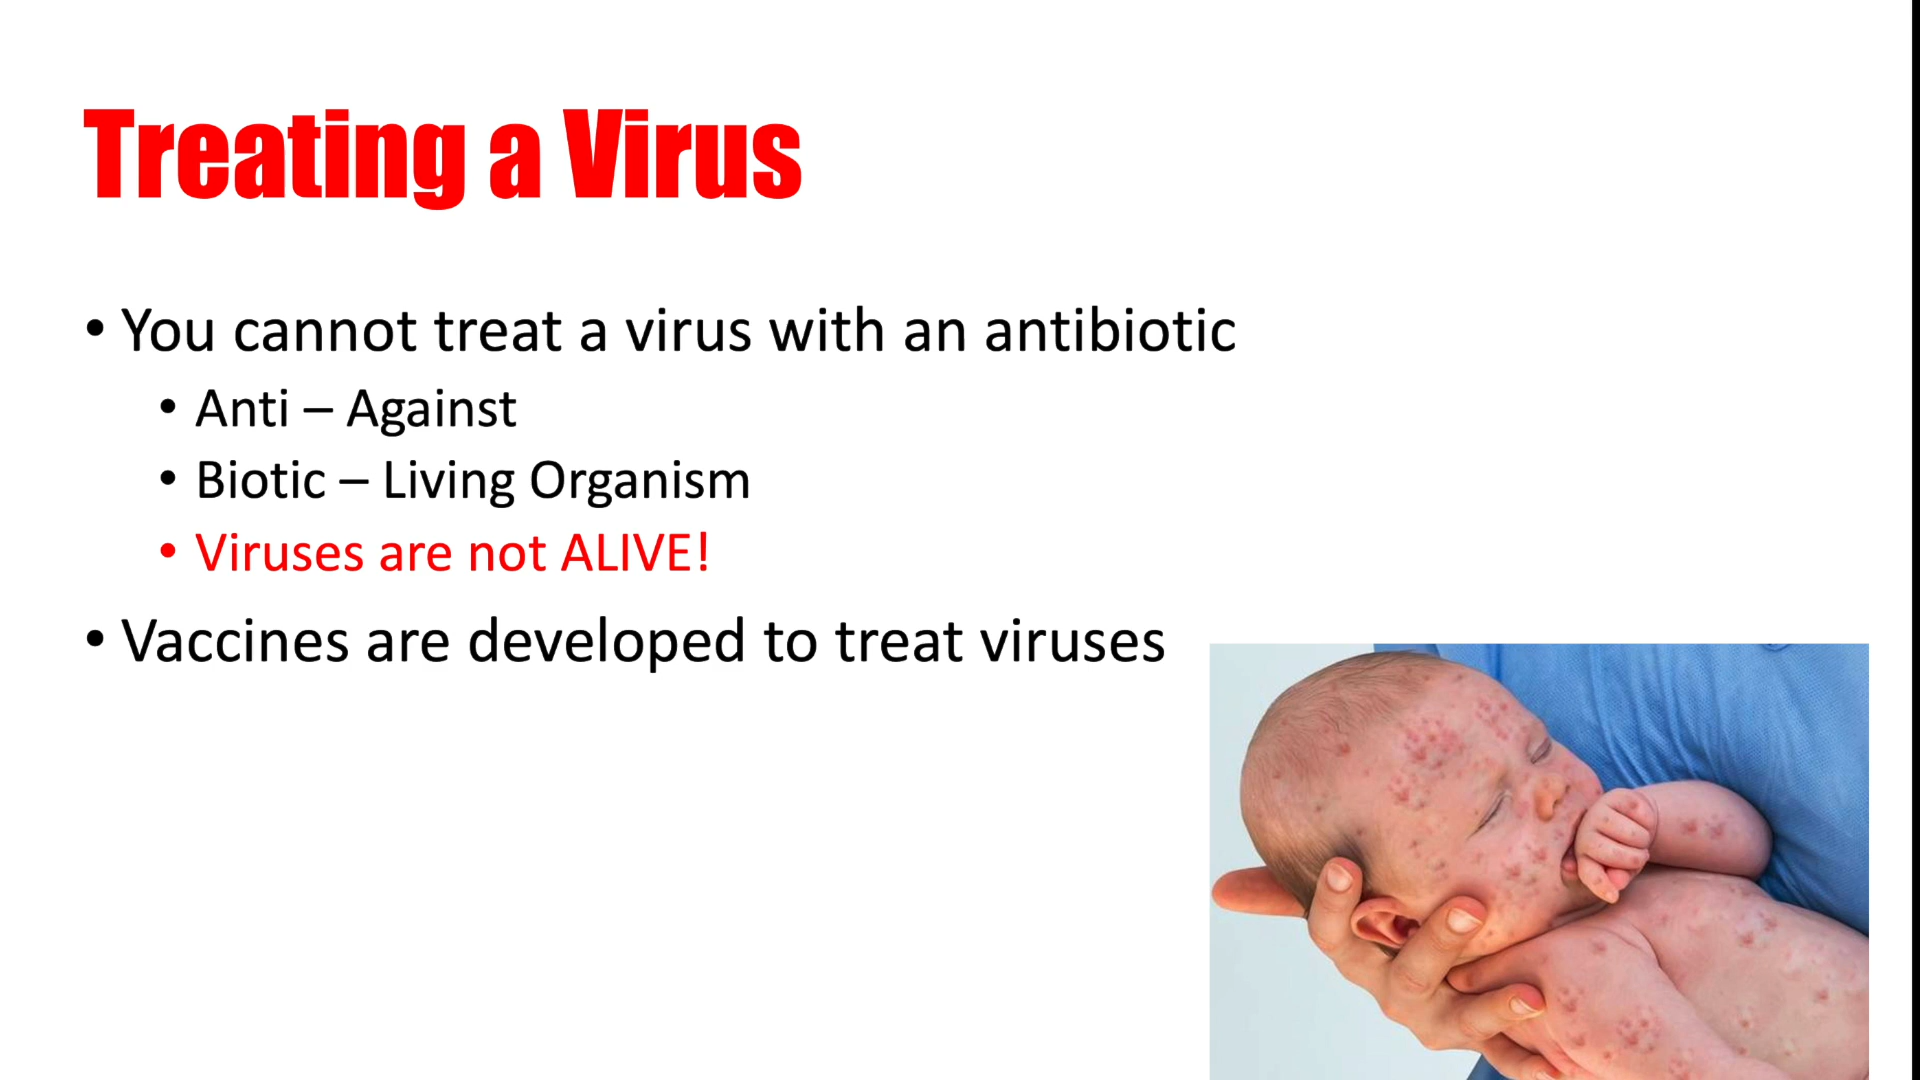 Treating a Virus
• You cannot treat a virus with an antibiotic
• Anti – Against
• Biotic – Living Organism
• Viruses are not ALIVE!
• Vaccines are developed to treat viruses